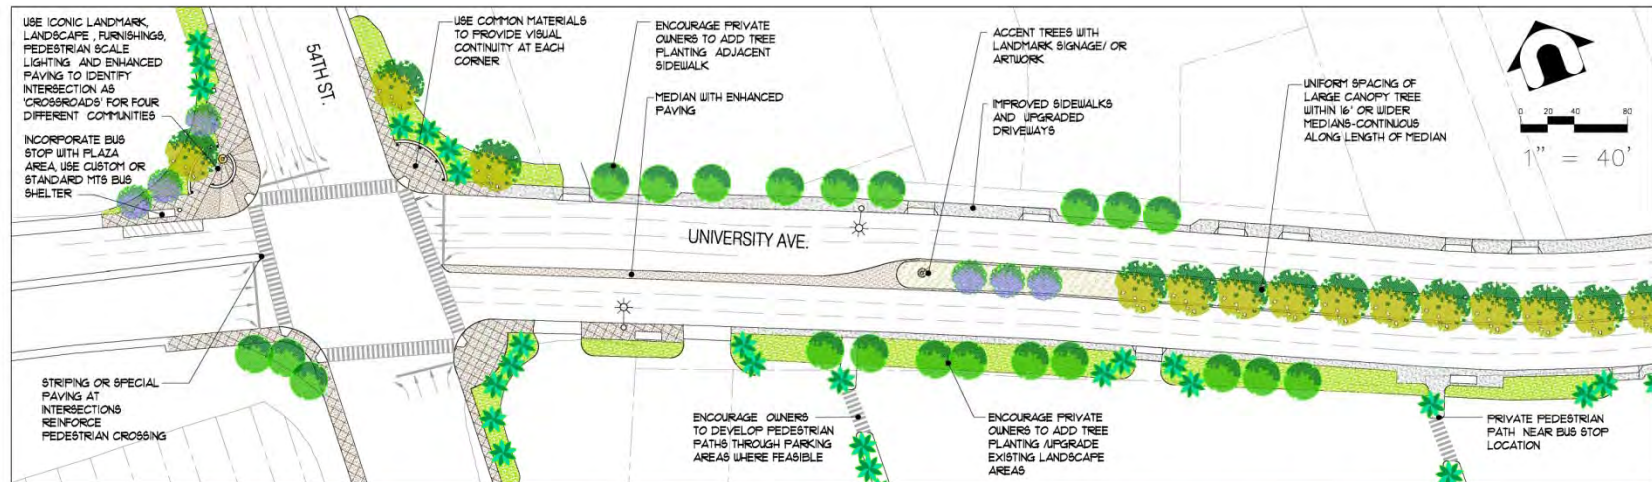 USE ICONIC LANDMARK,
LANDSCAPE , FURNISHINGS,
PEDESTRIAN SCALE
LIGHTING AND ENHANCED
PAVING TO IDENTIFY
INTERSECTION AS
'CROSSROADS' FOR FOUR
DIFFERENT COMMUNITIES
INCORPORATE BUS
STOP WITH PLAZA
AREA, USE CUSTOM OR
STANDARD MTS BUS
SHELTER
STRIPING OR SPECIAL
PAVING AT
INTERSECTIONS
REINFORCE
PEDESTRIAN CROSSING
54TH ST.
USE COMMON MATERIALS
TO PROVIDE VISUAL
CONTINUITY AT EACH
CORNER
ENCOURAGE PRIVATE
OWNERS TO ADD TREE
PLANTING ADJACENT
SIDEWALK
MEDIAN WITH ENHANCED
PAVING
UNIVERSITY AVE.
ACCENT TREES WITH
LANDMARK SIGNAGE/ OR
ARTWORK
IMPROVED SIDEWALKS
AND UPGRADED
DRIVEWAYS
UNIFORM SPACING OF
LARGE CANOPY TREE
WITHIN 16' OR WIDER
MEDIANS-CONTINUOUS
ALONG LENGTH OF MEDIAN
0 20 40 80
1" = 40'
ENCOURAGE OWNERS
TO DEVELOP PEDESTRIAN
PATHS THROUGH PARKING
AREAS WHERE FEASIBLE
ENCOURAGE PRIVATE
OWNERS TO ADD TREE
PLANTING /UPGRADE
EXISTING LANDSCAPE
AREAS
PRIVATE PEDESTRIAN
PATH NEAR BUS STOP
LOCATION